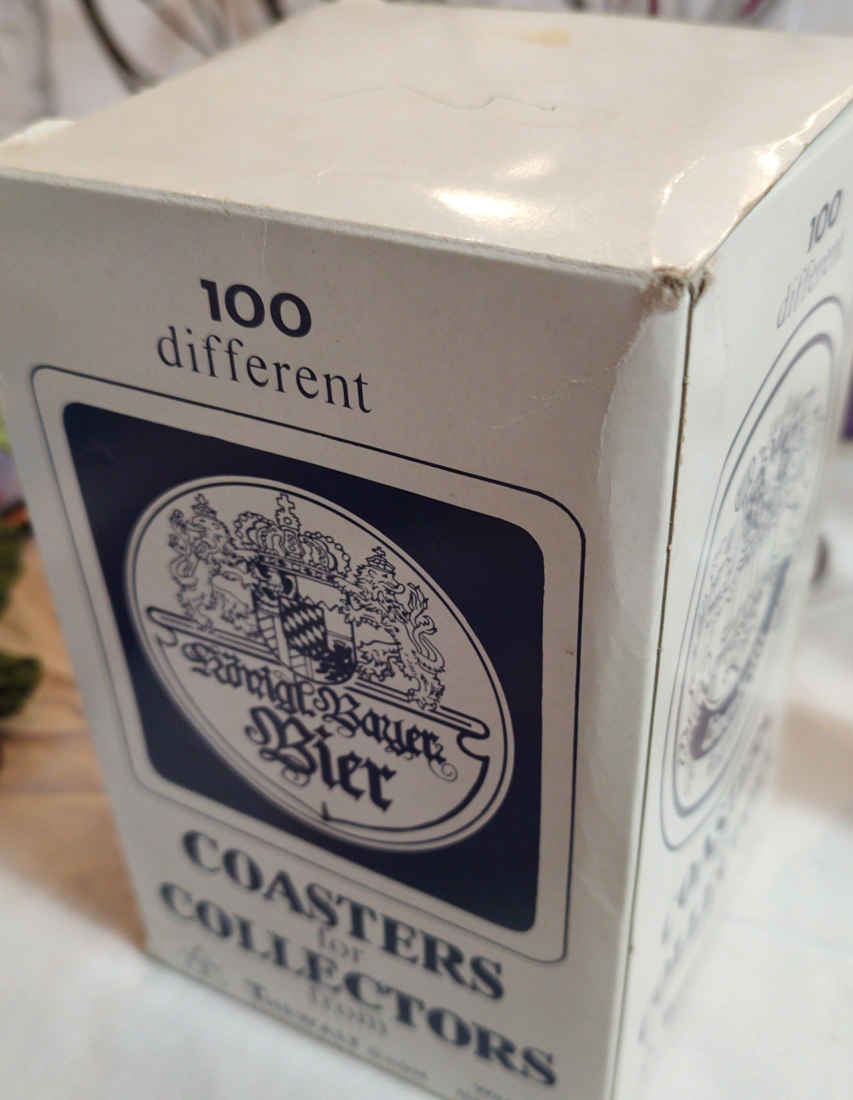 100
different
Königl. Bayer.
Bier
COASTERS
for
COLLECTORS
from
100
different